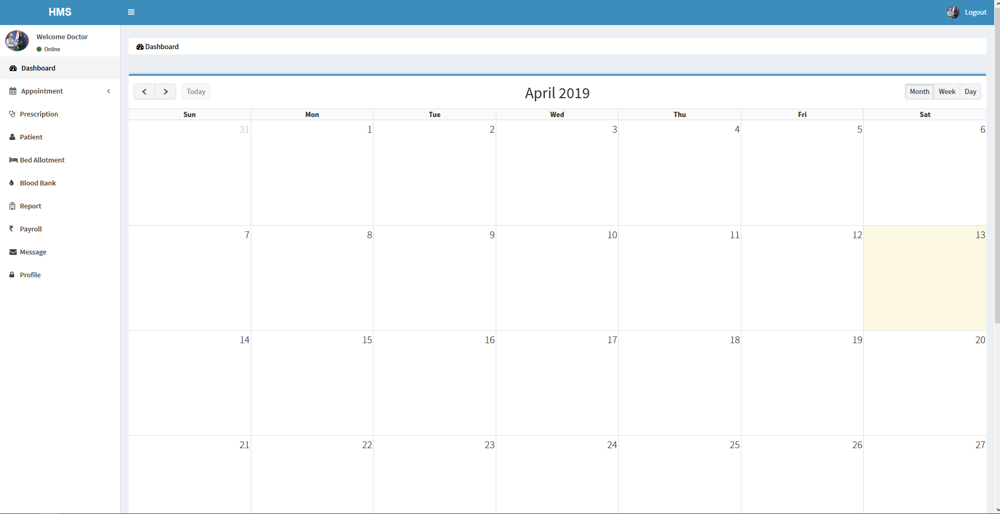 HMS
Logout
Welcome Doctor
Online
Dashboard
Appointment
Prescription
Patient
Bed Allotment
Blood Bank
Report
Payroll
Message
Profile
Dashboard
Today
April 2019
Month Week Day
Sun Mon Tue Wed Thu Fri Sat
31 1 2 3 4 5 6
7 8 9 10 11 12 13
14 15 16 17 18 19 20
21 22 23 24 25 26 27